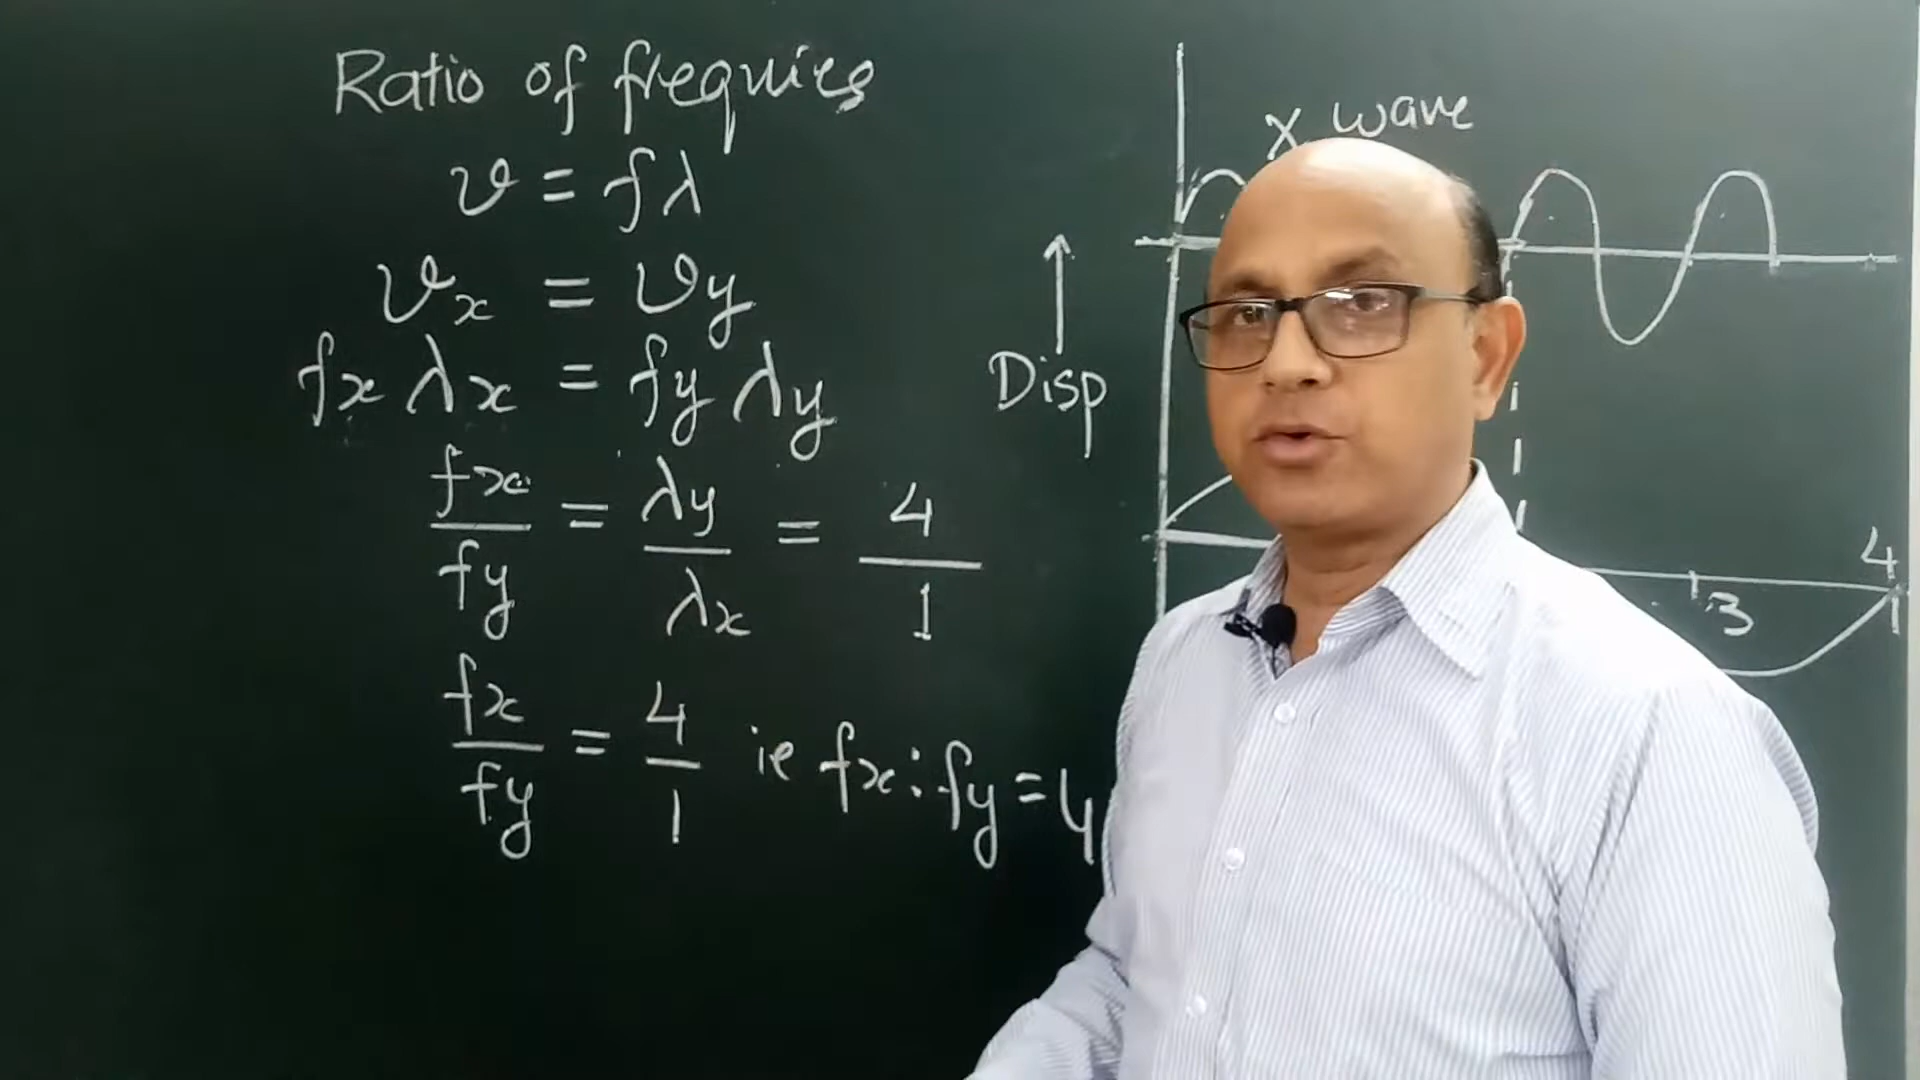 Ratio of frequies
v = fλ
vx = vy
fx λx = fy λy
fx/fy = λy/λx = 4/1
fx/fy = 4/1 ie fx : fy = 4
X wave
Disp
3
4